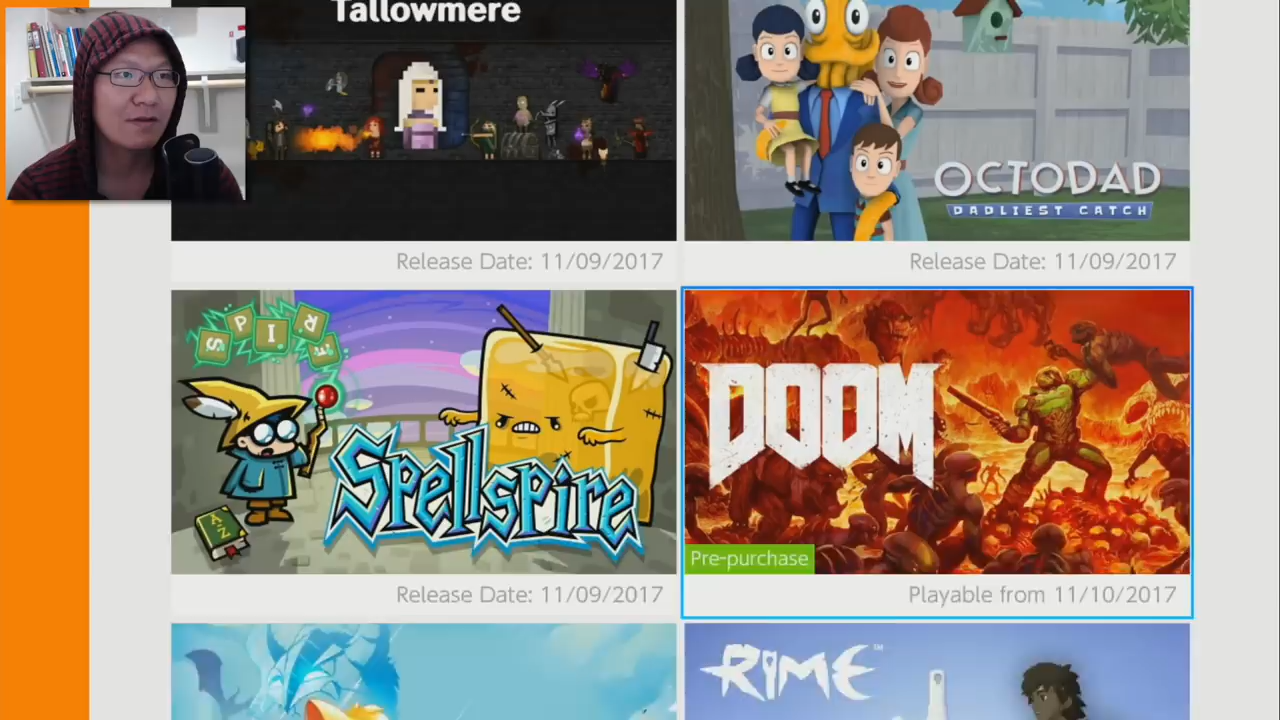 Tallowmere
OCTODAD
DADLIEST CATCH
Release Date: 11/09/2017
Release Date: 11/09/2017
SPIRE
Spellspire
A
Z
DOOM
Pre-purchase
Release Date: 11/09/2017
Playable from 11/10/2017
RIME™